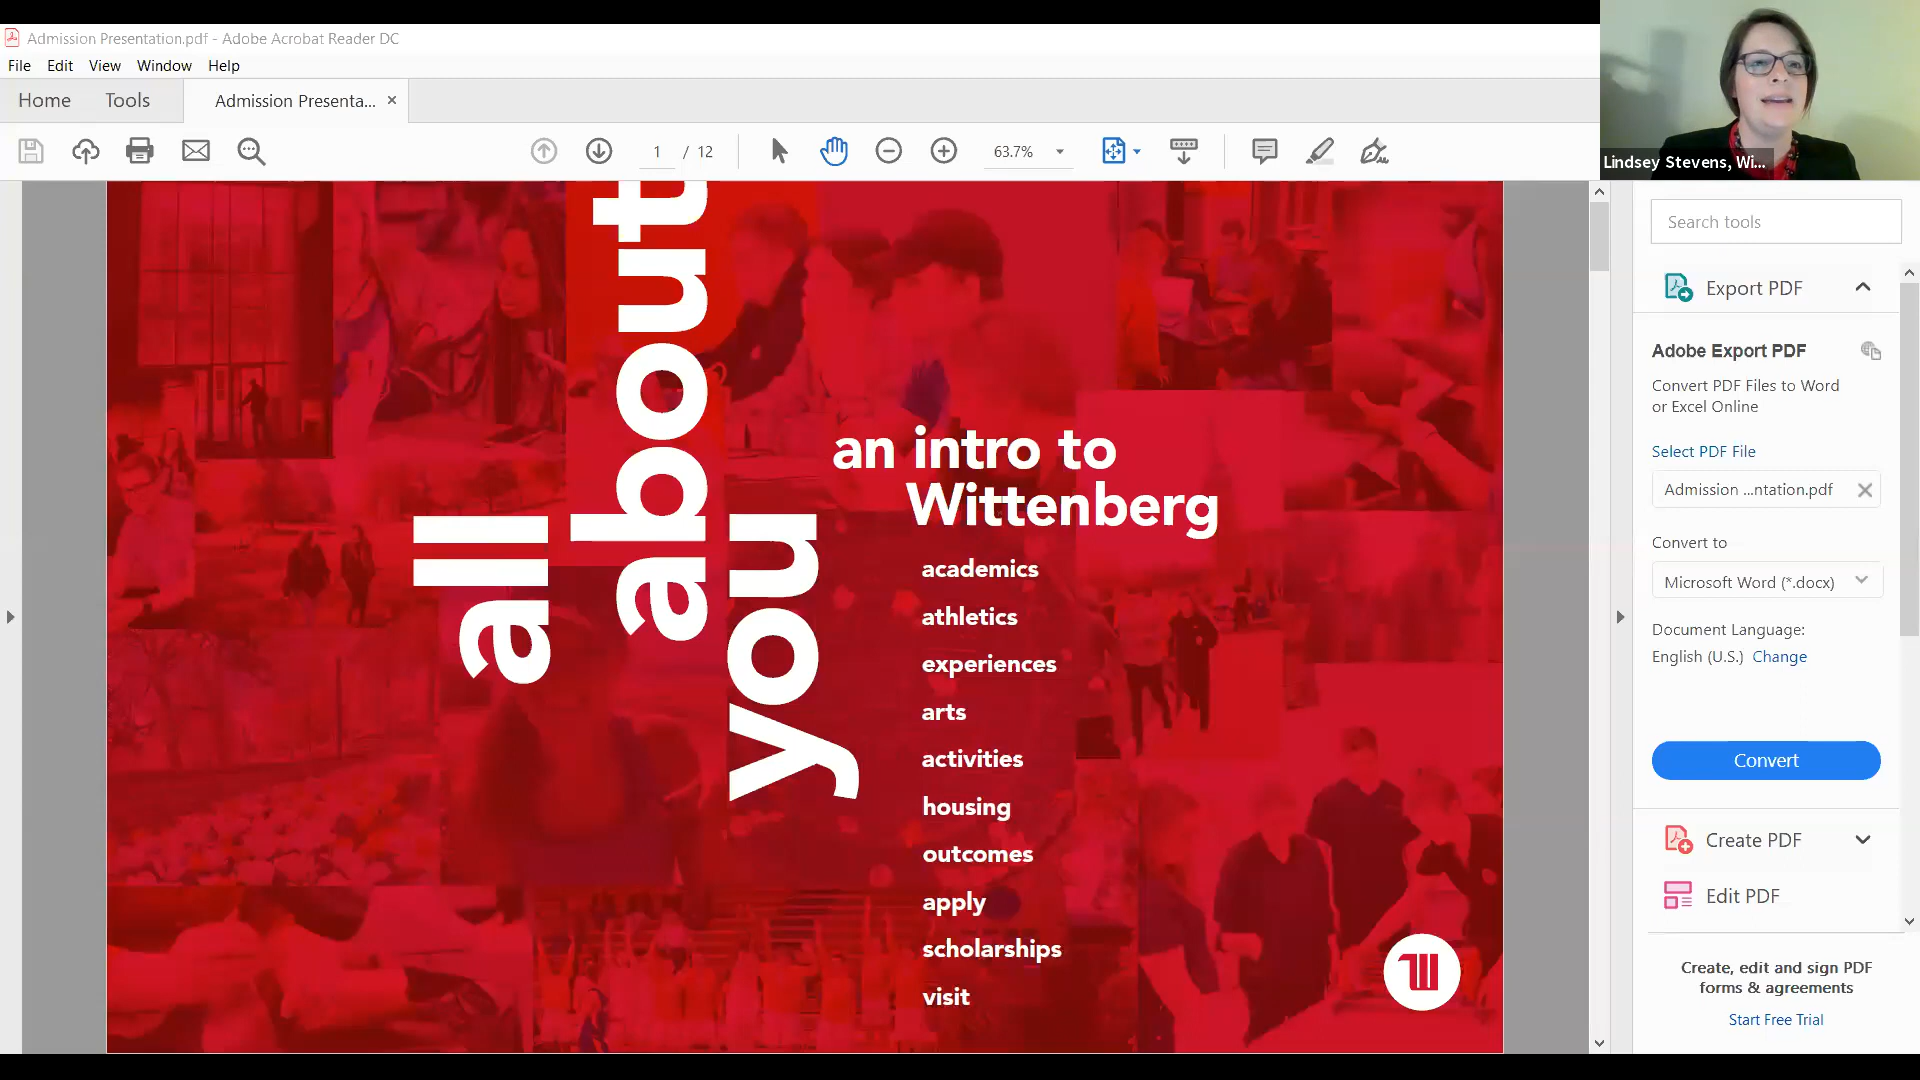 Admission Presentation.pdf - Adobe Acrobat Reader DC
File Edit View Window Help
Home Tools Admission Presenta... ×
1 / 12 63.7%
Lindsey Stevens, Wi...
all
about
you
an intro to
Wittenberg
academics
athletics
experiences
arts
activities
housing
outcomes
apply
scholarships
visit
Search tools
Export PDF
Adobe Export PDF
Convert PDF Files to Word
or Excel Online
Select PDF File
Admission ...ntation.pdf
Convert to
Microsoft Word (*.docx)
Document Language:
English (U.S.) Change
Convert
Create PDF
Edit PDF
Create, edit and sign PDF
forms & agreements
Start Free Trial